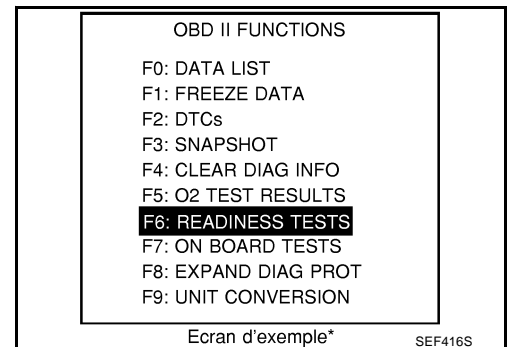 OBD II FUNCTIONS
F0: DATA LIST
F1: FREEZE DATA
F2: DTCs
F3: SNAPSHOT
F4: CLEAR DIAG INFO
F5: O2 TEST RESULTS
F6: READINESS TESTS
F7: ON BOARD TESTS
F8: EXPAND DIAG PROT
F9: UNIT CONVERSION
Ecran d'exemple*
SEF416S